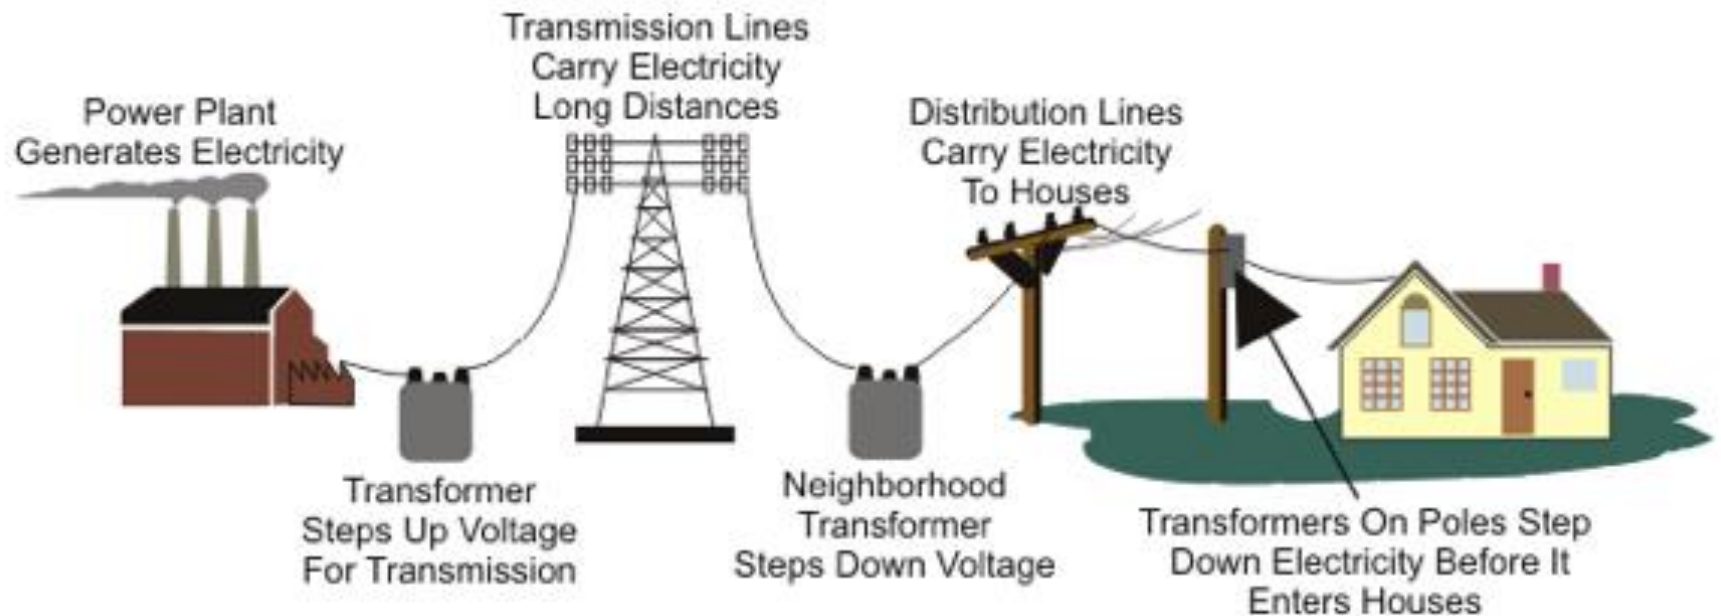 Power Plant
Generates Electricity
Transmission Lines
Carry Electricity
Long Distances
Distribution Lines
Carry Electricity
To Houses
Transformer
Steps Up Voltage
For Transmission
Neighborhood
Transformer
Steps Down Voltage
Transformers On Poles Step
Down Electricity Before It
Enters Houses